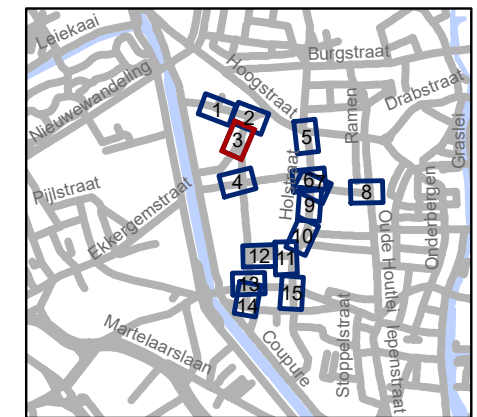 Leiekaai
Burgstraat
Hoogstraat
Nieuwewandeling
Drabstraat
Ramen
Graslei
1
2
3
5
Pijlstraat
4
Holstraat
6
7
8
9
Ekkergemstraat
Onderbergen
Oude Houtlei
10
12
11
13
15
14
Martelaarslaan
Coupure
Stoppelstraat
Iepenstraat